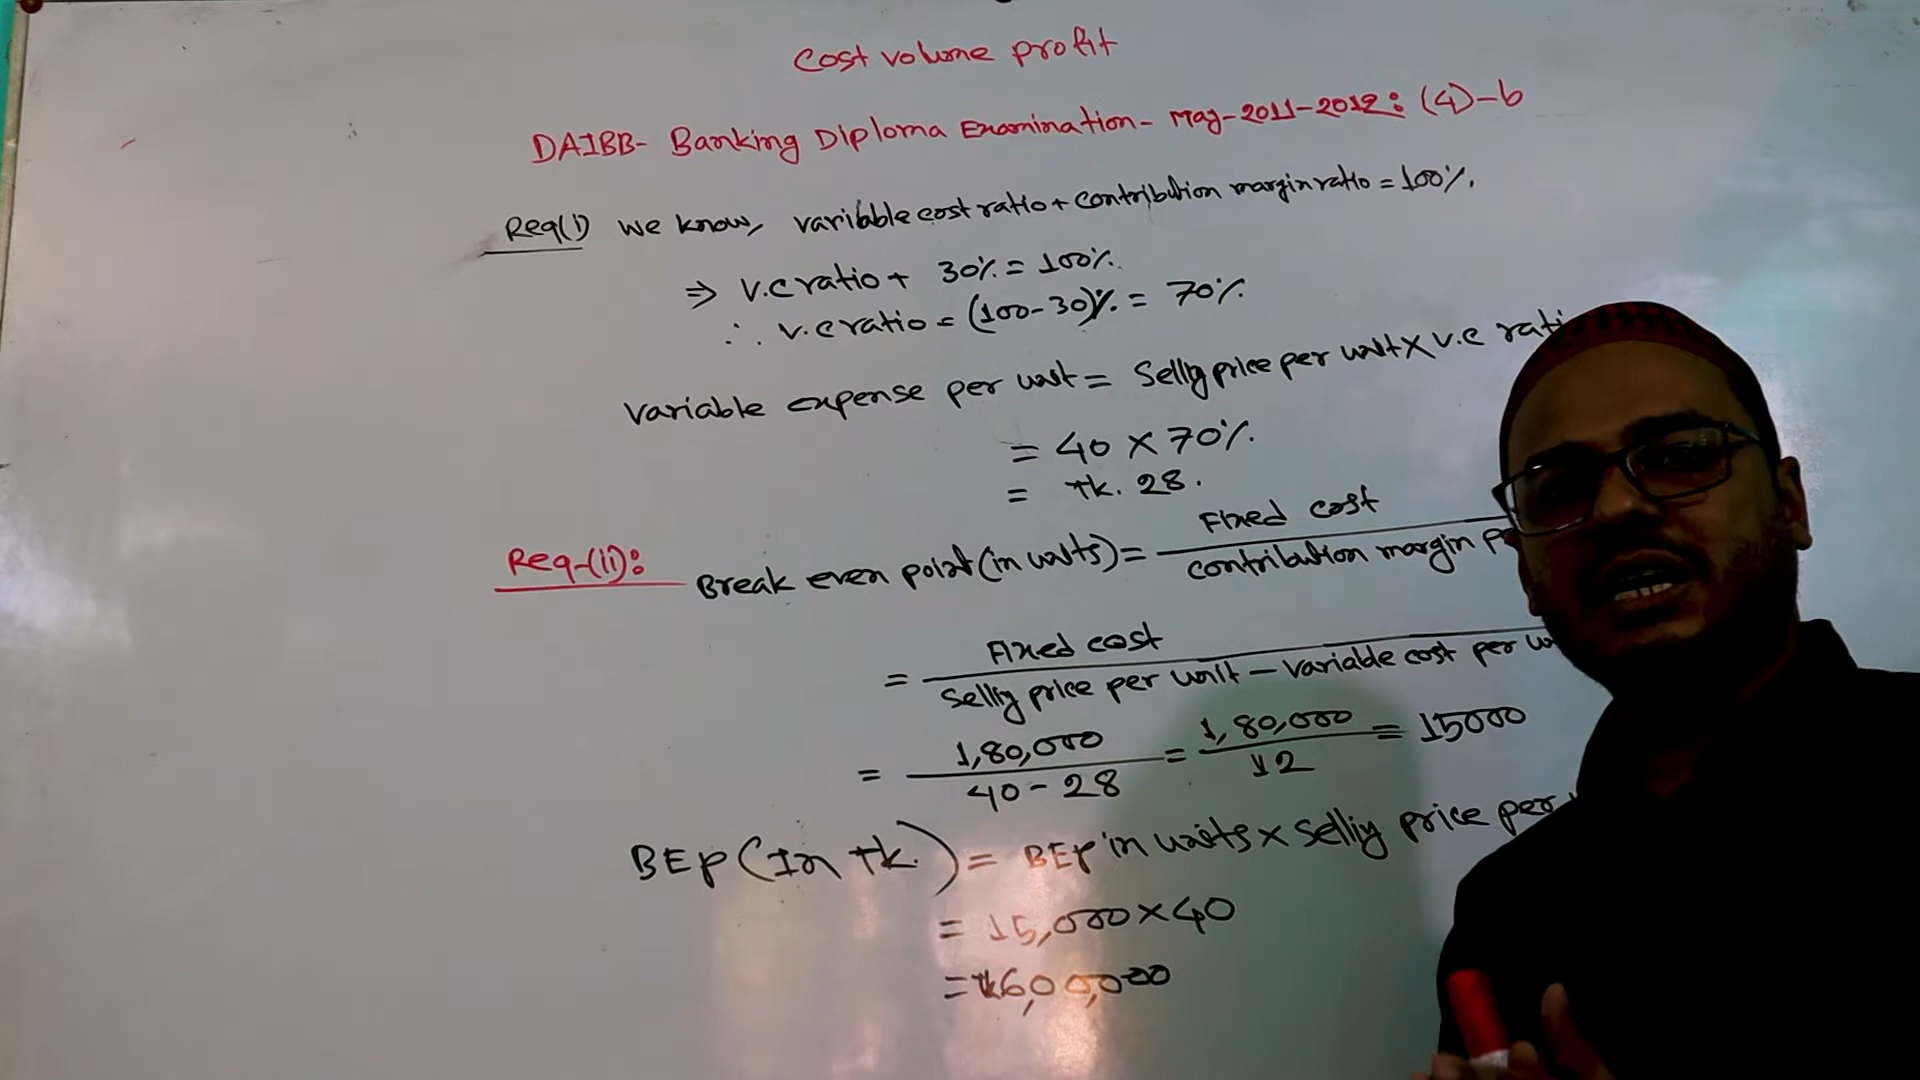 Cost volume profit
DAIBB- Banking Diploma Examination- May-2011-2012: (4)-b
Req(i) We know, variable cost ratio + contribution margin ratio = 100%.
⇒ V.C ratio + 30% = 100%.
∴ V.C ratio = (100-30)% = 70%.
Variable expense per unit = Selling price per unit × V.C
= 40 × 70%.
= Tk. 28.
Req-(ii): Break even point (in units) = Fixed cost / contribution margin
= Fixed cost / Selling price per unit - Variable cost per
= 1,80,000 / 40 - 28 = 1,80,000 / 12 = 15000
BEP (In Tk.) = BEP in units × Selling price per
= 15,000 × 40
= Tk 6,00,000